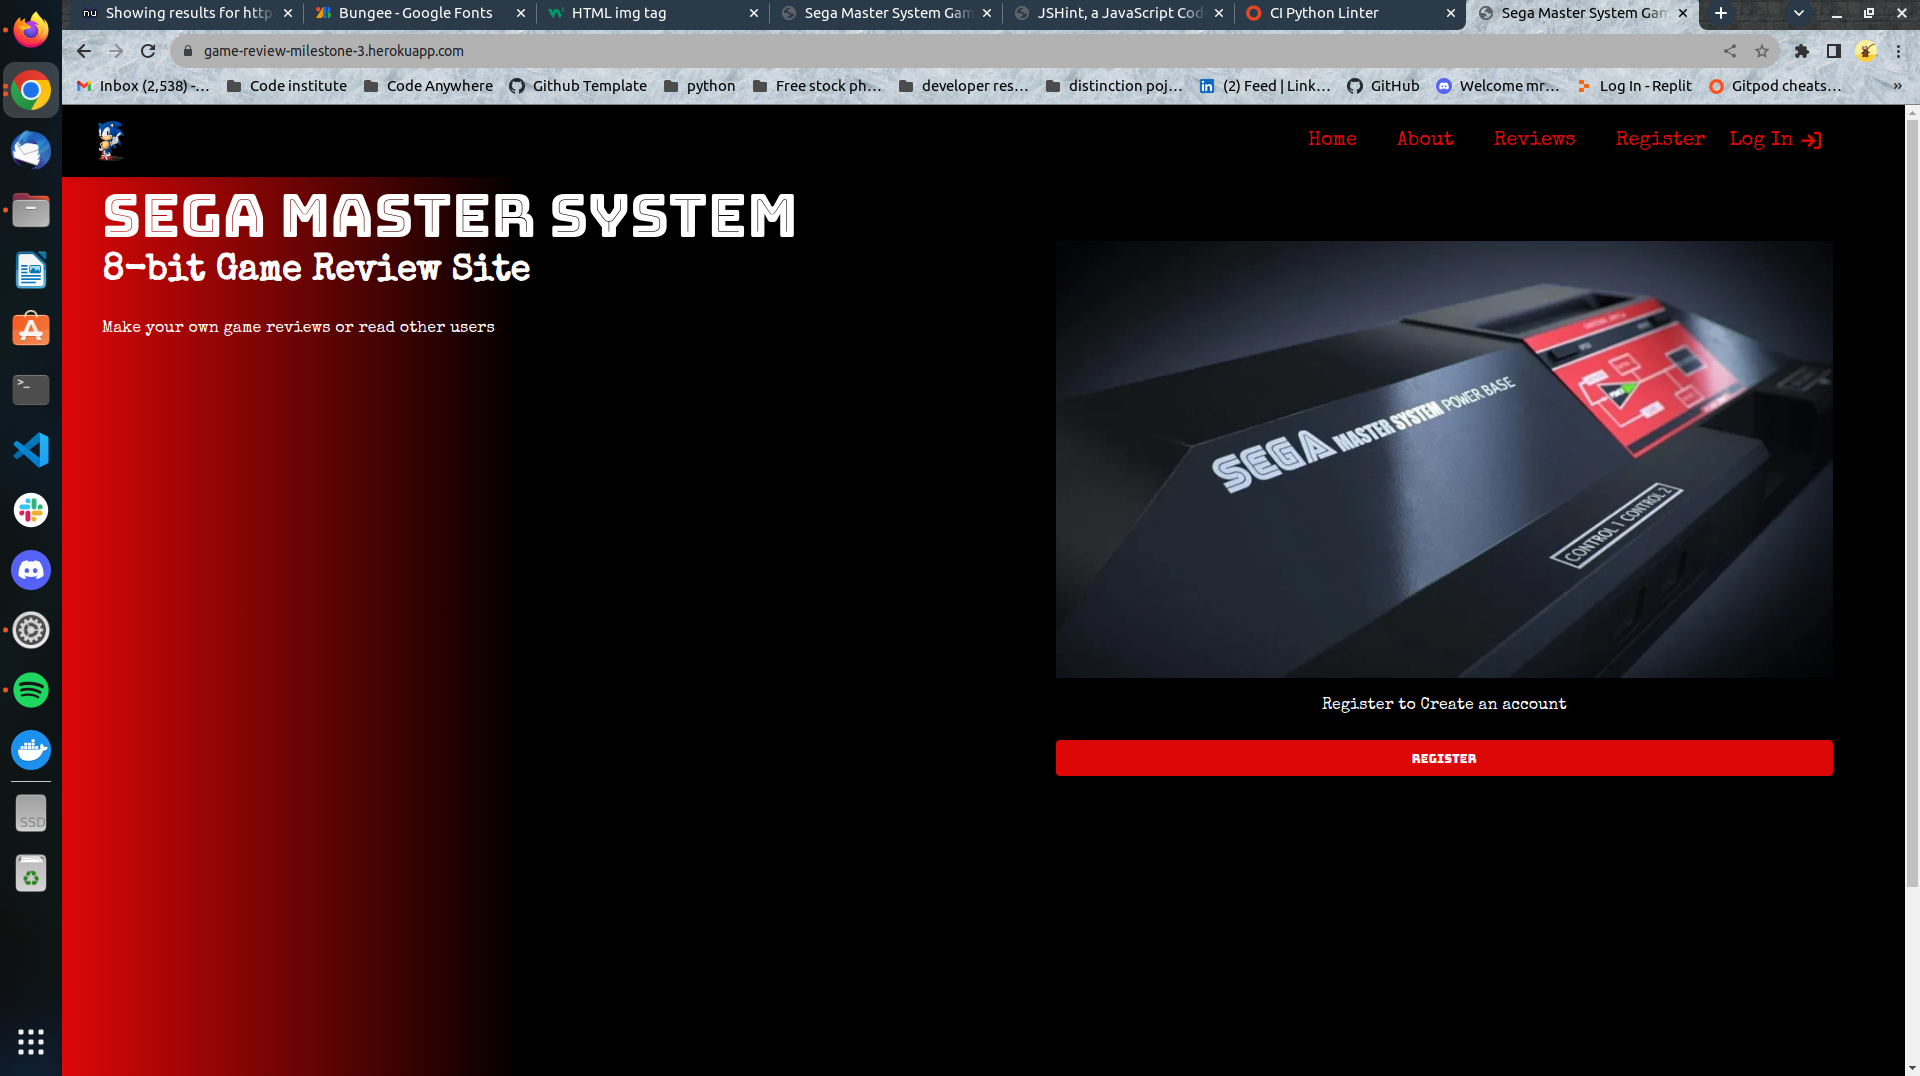 Showing results for http
Bungee - Google Fonts
HTML img tag
Sega Master System Gam
JSHint, a JavaScript Cod
CI Python Linter
Sega Master System Gam
game-review-milestone-3.herokuapp.com
Inbox (2,538) -...
Code institute
Code Anywhere
Github Template
python
Free stock ph...
developer res...
distinction poj...
(2) Feed | Link...
GitHub
Welcome mr...
Log In - Replit
Gitpod cheats...
»
Home
About
Reviews
Register
Log In
SEGA MASTER SYSTEM
8-bit Game Review Site
Make your own game reviews or read other users
SEGA MASTER SYSTEM POWER BASE
CONTROL 1 CONTROL 2
Register to Create an account
REGISTER
SSD